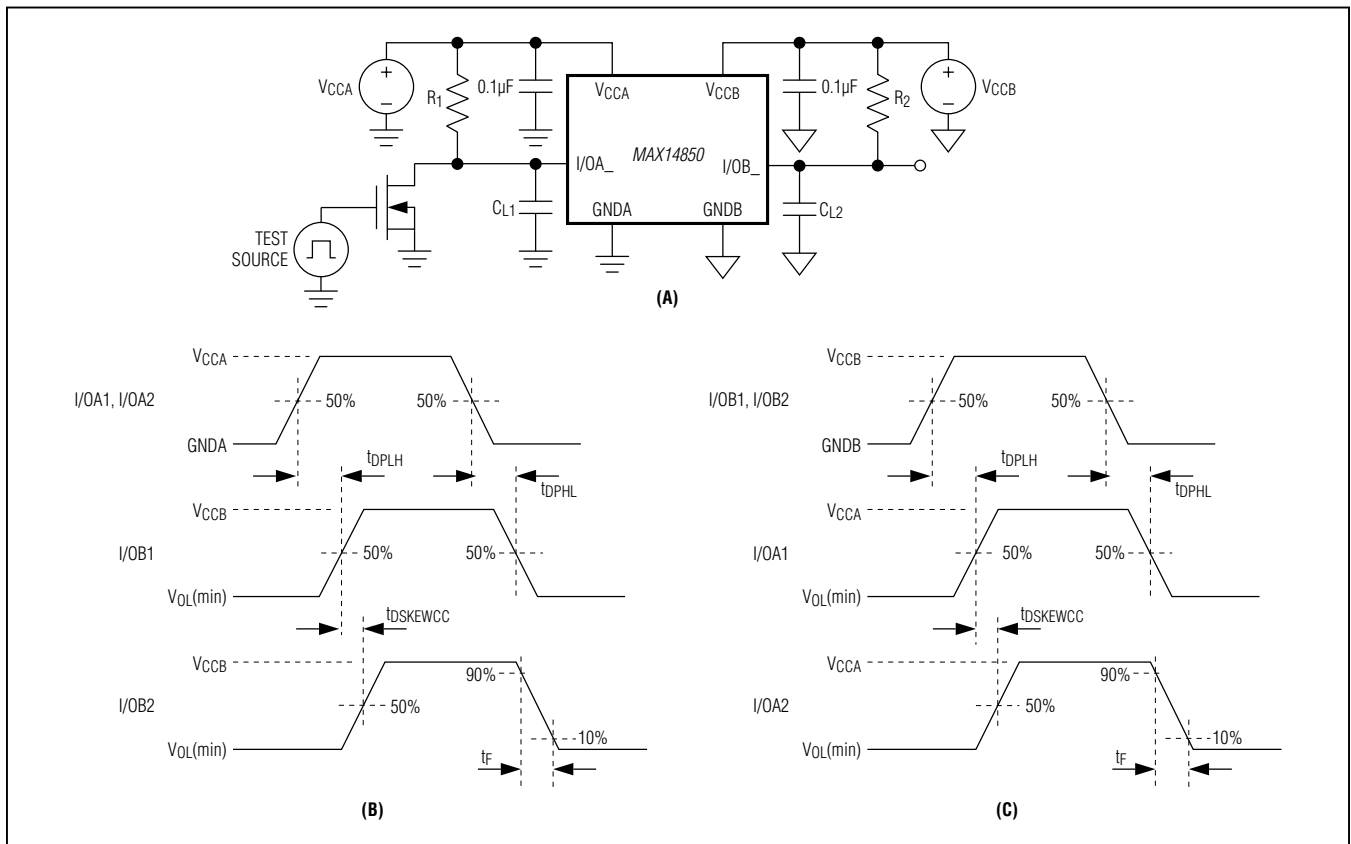 VCCA
R1
0.1µF
VCCA
VCCB
0.1µF
R2
VCCB
I/OA_
MAX14850
I/OB_
CL1
GNDA
GNDB
CL2
TEST
SOURCE
(A)
VCCA
I/OA1, I/OA2
50%
50%
GNDA
tDPLH
tDPHL
VCCB
I/OB1
50%
50%
VOL(min)
tDSKEWCC
VCCB
90%
I/OB2
50%
10%
VOL(min)
tF
(B)
VCCB
I/OB1, I/OB2
50%
50%
GNDB
tDPLH
tDPHL
VCCA
I/OA1
50%
50%
VOL(min)
tDSKEWCC
VCCA
90%
I/OA2
50%
10%
VOL(min)
tF
(C)